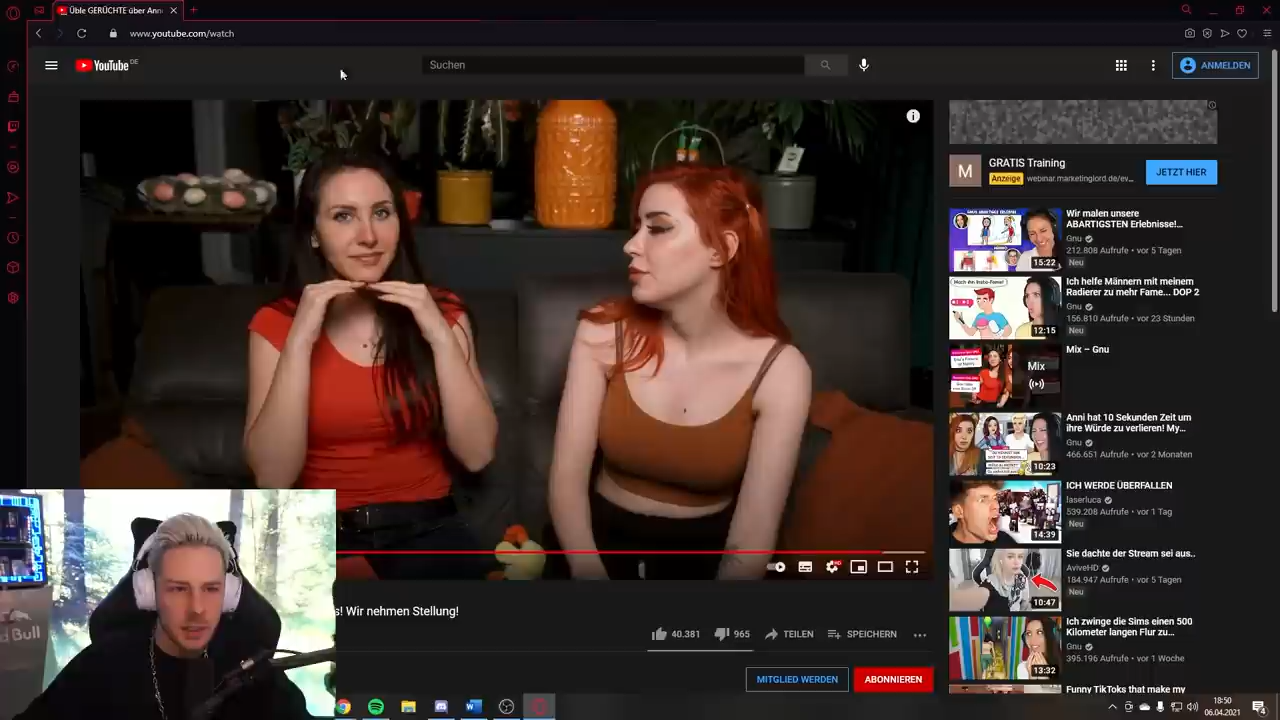 Üble GERÜCHTE über Ann
www.youtube.com/watch
YouTube DE
Suchen
ANMELDEN
GRATIS Training
M
Anzeige webinar.marketinglord.de/ev...
JETZT HIER
Wir malen unsere
ABARTIGSTEN Erlebnisse!...
Gnu
212.808 Aufrufe • vor 5 Tagen
Neu
15:22
Mach ihn Insta-Fame!
Ich helfe Männern mit meinem
Radierer zu mehr Fame... DOP 2
Gnu
156.810 Aufrufe • vor 23 Stunden
Neu
12:15
Mix – Gnu
Mix
Anni hat 10 Sekunden Zeit um
ihre Würde zu verlieren! My...
Gnu
466.651 Aufrufe • vor 2 Monaten
10:23
ICH WERDE ÜBERFALLEN
laserluca
539.208 Aufrufe • vor 1 Tag
Neu
14:39
Sie dachte der Stream sei aus..
AviveHD
184.947 Aufrufe • vor 5 Tagen
Neu
10:47
Ich zwinge die Sims einen 500
Kilometer langen Flur zu...
Gnu
395.196 Aufrufe • vor 1 Woche
13:32
Funny TikToks that make my
s! Wir nehmen Stellung!
40.381
965
TEILEN
SPEICHERN
MITGLIED WERDEN
ABONNIEREN
dBull
18:50
06.04.2021